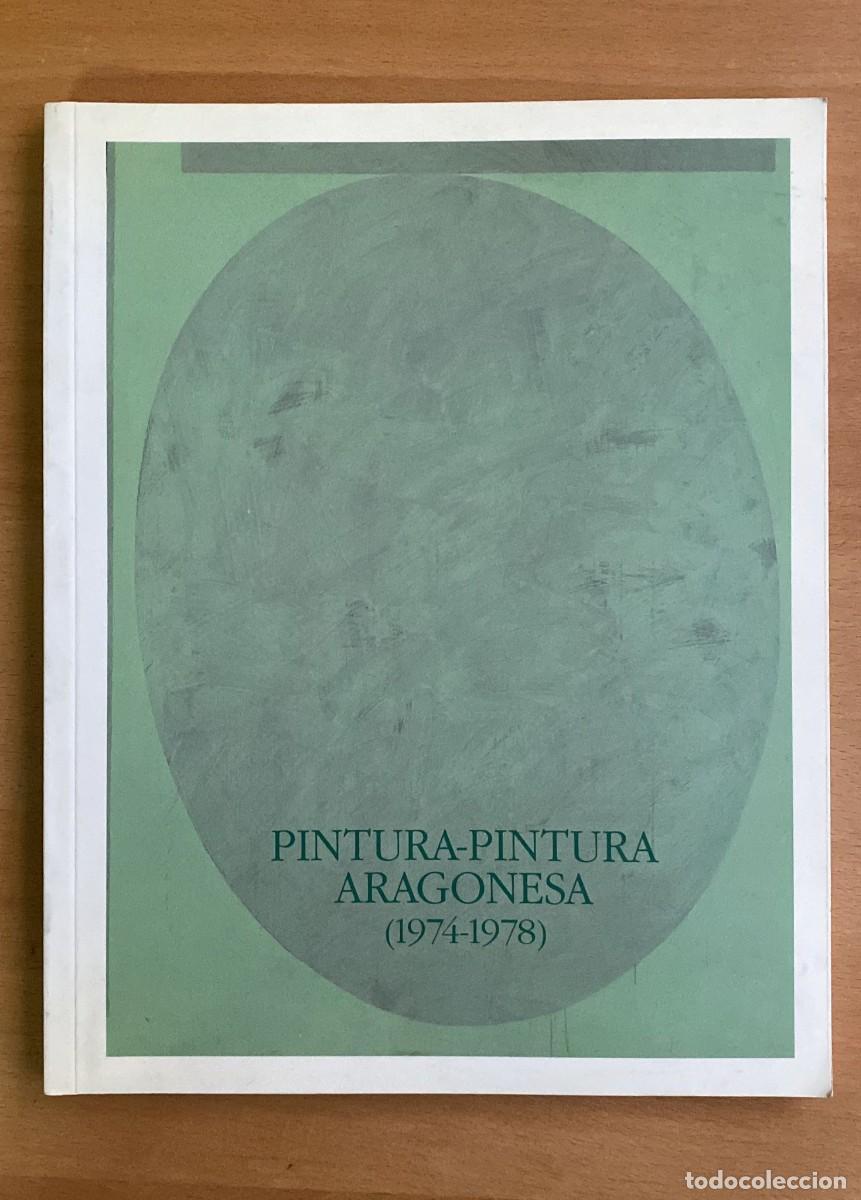 PINTURA-PINTURA
ARAGONESA
(1974-1978)
todocoleccion